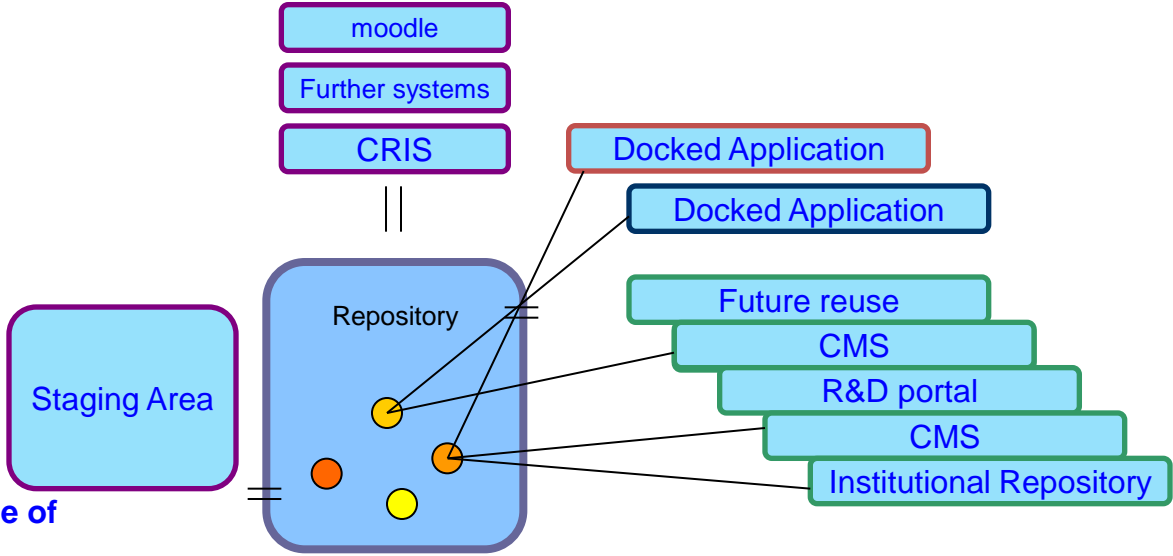 moodle
Further systems
CRIS
Docked Application
Docked Application
Repository
Future reuse
CMS
R&D portal
CMS
Institutional Repository
Staging Area
e of